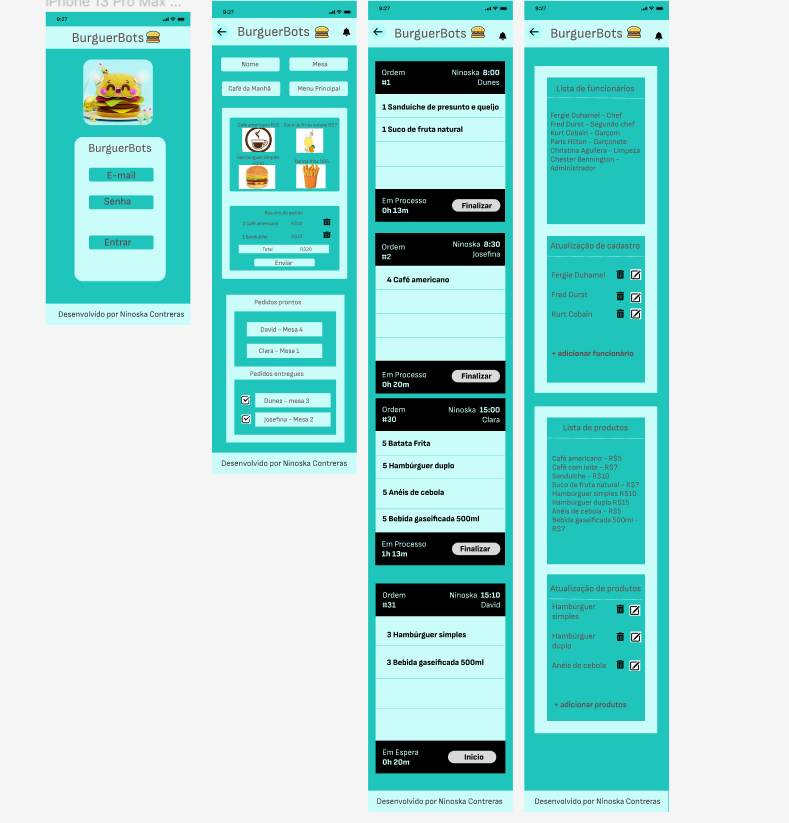 iPhone 13 Pro Max ...
9:27
BurguerBots
BurguerBots
E-mail
Senha
Entrar
Desenvolvido por Ninoska Contreras
9:27
BurguerBots
Nome
Mesa
Café da Manhã
Menu Principal
Café americano R$5
Suco de fruta natural R$7
Hambúrguer simples
Batata frita R$5
Resumo do pedido
2 Café americano
R$10
1 Sanduíche
R$10
Total
R$20
Enviar
Pedidos prontos
David - Mesa 4
Clara - Mesa 1
Pedidos entregues
Dunes - mesa 3
Josefina - Mesa 2
Desenvolvido por Ninoska Contreras
9:27
BurguerBots
Ordem
#1
Ninoska 8:00
Dunes
1 Sanduíche de presunto e queijo
1 Suco de fruta natural
Em Processo
0h 13m
Finalizar
Ordem
#2
Ninoska 8:30
Josefina
4 Café americano
Em Processo
0h 20m
Finalizar
Ordem
#30
Ninoska 15:00
Clara
5 Batata Frita
5 Hambúrguer duplo
5 Anéis de cebola
5 Bebida gaseificada 500ml
Em Processo
1h 13m
Finalizar
Ordem
#31
Ninoska 15:10
David
3 Hambúrguer simples
3 Bebida gaseificada 500ml
Em Espera
0h 20m
Início
Desenvolvido por Ninoska Contreras
9:27
BurguerBots
Lista de funcionários
Fergie Duhamel - Chef
Fred Durst - Segundo chef
Kurt Cobain - Garçom
Paris Hilton - Garçonete
Christina Aguilera - Limpeza
Chester Bennington -
Administrador
Atualização de cadastro
Fergie Duhamel
Fred Durst
Kurt Cobain
+ adicionar funcionário
Lista de produtos
Café americano - R$5
Café com leite - R$7
Sanduíche - R$10
Suco de fruta natural - R$7
Hambúrguer simples R$10
Hambúrguer duplo R$15
Anéis de cebola - R$5
Bebida gaseificada 500ml -
R$7
Atualização de produtos
Hambúrguer
simples
Hambúrguer
duplo
Anéis de cebola
+ adicionar produtos
Desenvolvido por Ninoska Contreras